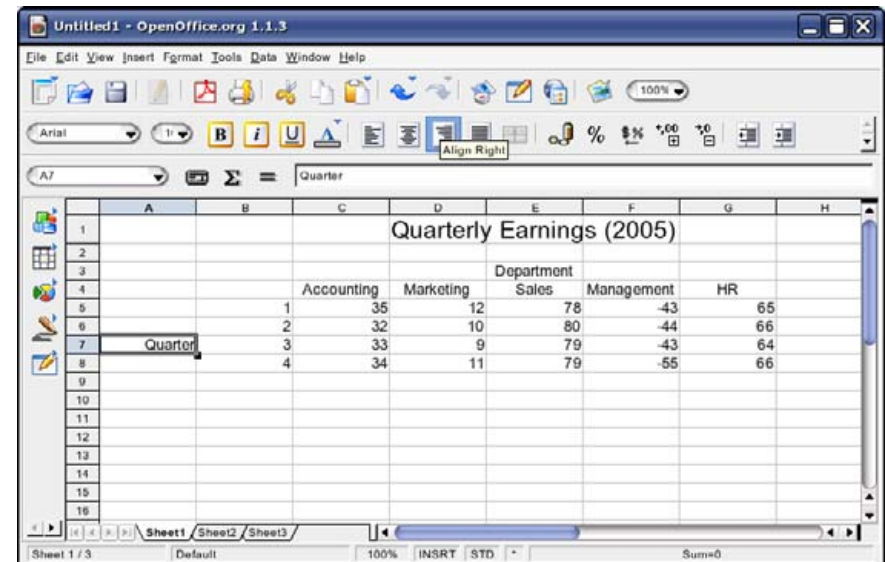 Untitled1 - OpenOffice.org 1.1.3
File Edit View Insert Format Tools Data Window Help
100%
Arial B i U A % $%
Align Right
A7 Σ = Quarter
A B C D E F G H
1 Quarterly Earnings (2005)
2
3 Department
4 Accounting Marketing Sales Management HR
5 1 35 12 78 -43 65
6 2 32 10 80 -44 66
7 Quarter 3 33 9 79 -43 64
8 4 34 11 79 -55 66
9
10
11
12
13
14
15
16
Sheet1 Sheet2 Sheet3
Sheet 1 / 3 Default 100% INSRT STD * Sum=0